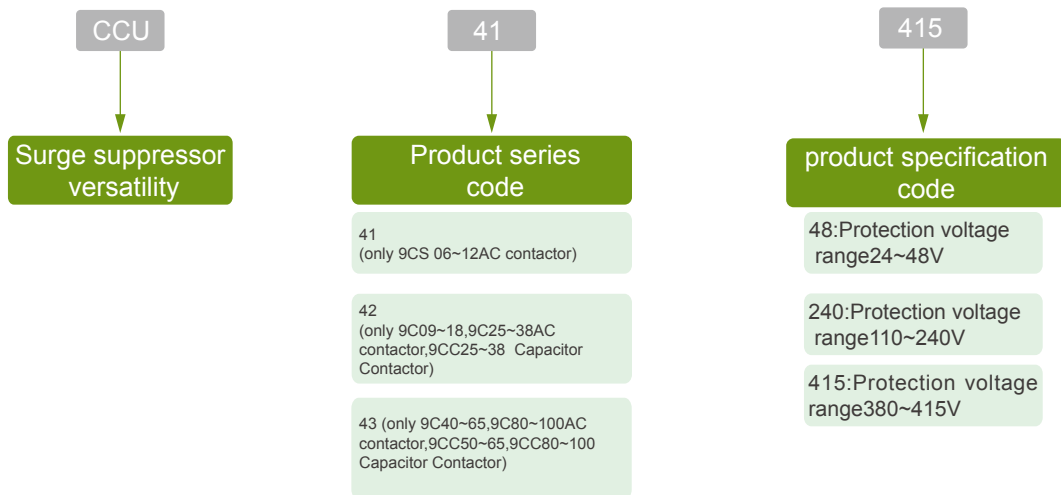 CCU
41
415
Surge suppressor
versatility
Product series
code
product specification
code
41
(only 9CS 06~12AC contactor)
42
(only 9C09~18,9C25~38AC
contactor,9CC25~38 Capacitor
Contactor)
43 (only 9C40~65,9C80~100AC
contactor,9CC50~65,9CC80~100
Capacitor Contactor)
48:Protection voltage
range24~48V
240:Protection voltage
range110~240V
415:Protection voltage
range380~415V